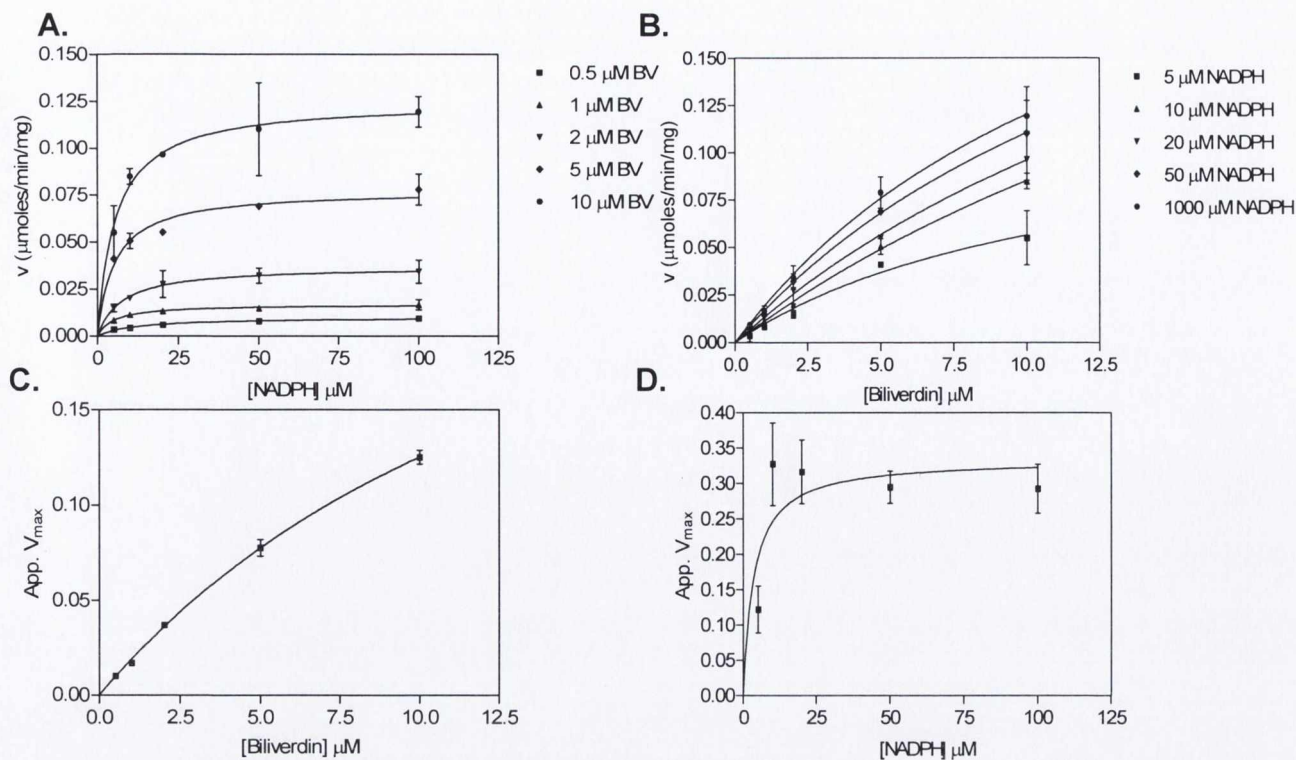 A.
0.150
0.125
0.100
0.075
0.050
0.025
0.000
v (μmoles/min/mg)
0
25
50
75
100
125
[NADPH] μM
0.5 μM BV
1 μM BV
2 μM BV
5 μM BV
10 μM BV
B.
0.150
0.125
0.100
0.075
0.050
0.025
0.000
v (μmoles/min/mg)
0.0
2.5
5.0
7.5
10.0
12.5
[Biliverdin] μM
5 μM NADPH
10 μM NADPH
20 μM NADPH
50 μM NADPH
1000 μM NADPH
C.
0.15
0.10
0.05
0.00
App. Vmax
0.0
2.5
5.0
7.5
10.0
12.5
[Biliverdin] μM
D.
0.40
0.35
0.30
0.25
0.20
0.15
0.10
0.05
0.00
App. Vmax
0
25
50
75
100
125
[NADPH] μM